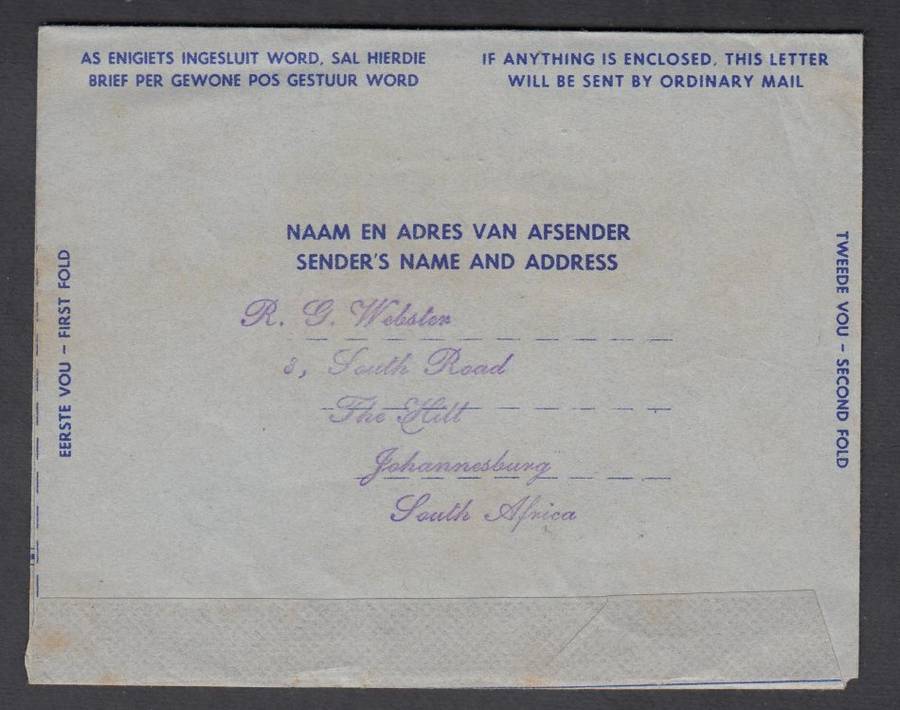 AS ENIGIETS INGESLUIT WORD, SAL HIERDIE
BRIEF PER GEWONE POS GESTUUR WORD
IF ANYTHING IS ENCLOSED, THIS LETTER
WILL BE SENT BY ORDINARY MAIL
NAAM EN ADRES VAN AFSENDER
SENDER'S NAME AND ADDRESS
R. G. Webster
3, South Road
The Hill
Johannesburg
South Africa
EERSTE VOU – FIRST FOLD
TWEEDE VOU – SECOND FOLD